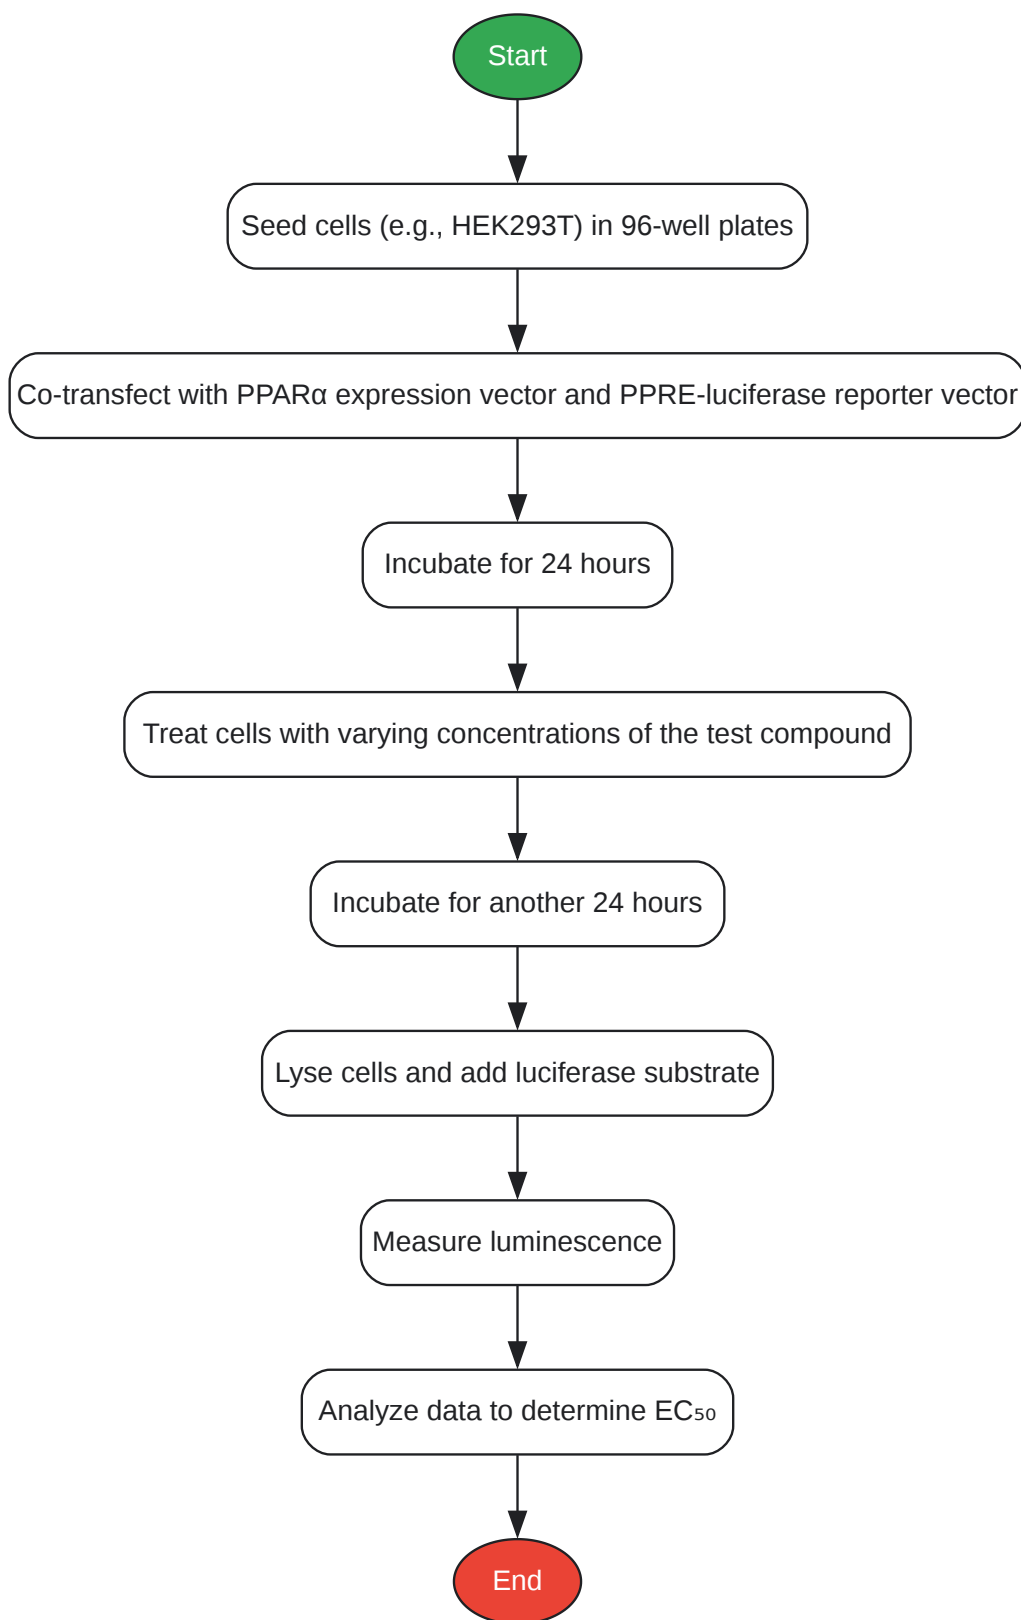 Start
Seed cells (e.g., HEK293T) in 96-well plates
Co-transfect with PPARα expression vector and PPRE-luciferase reporter vector
Incubate for 24 hours
Treat cells with varying concentrations of the test compound
Incubate for another 24 hours
Lyse cells and add luciferase substrate
Measure luminescence
Analyze data to determine EC₅₀
End